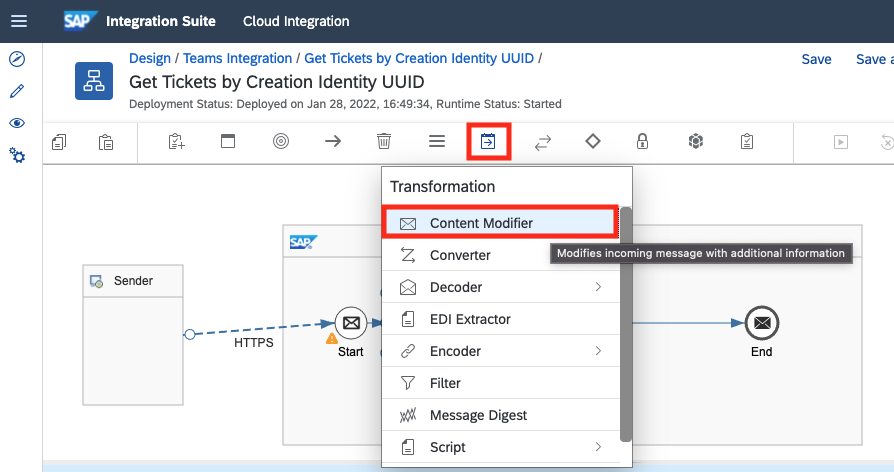 SAP Integration Suite Cloud Integration
Design / Teams Integration / Get Tickets by Creation Identity UUID /
Save Save a
Get Tickets by Creation Identity UUID
Deployment Status: Deployed on Jan 28, 2022, 16:49:34, Runtime Status: Started
Transformation
Content Modifier
Modifies incoming message with additional information
Converter
Decoder
EDI Extractor
Encoder
Filter
Message Digest
Script
SAP
Sender
HTTPS
Start
End